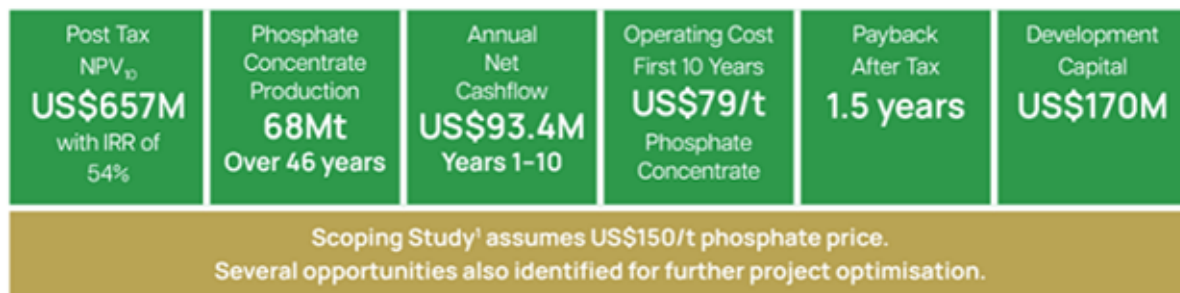 Post Tax
NPV₁₀
US$657M
with IRR of
54%
Phosphate
Concentrate
Production
68Mt
Over 46 years
Annual
Net
Cashflow
US$93.4M
Years 1–10
Operating Cost
First 10 Years
US$79/t
Phosphate
Concentrate
Payback
After Tax
1.5 years
Development
Capital
US$170M
Scoping Study¹ assumes US$150/t phosphate price.
Several opportunities also identified for further project optimisation.